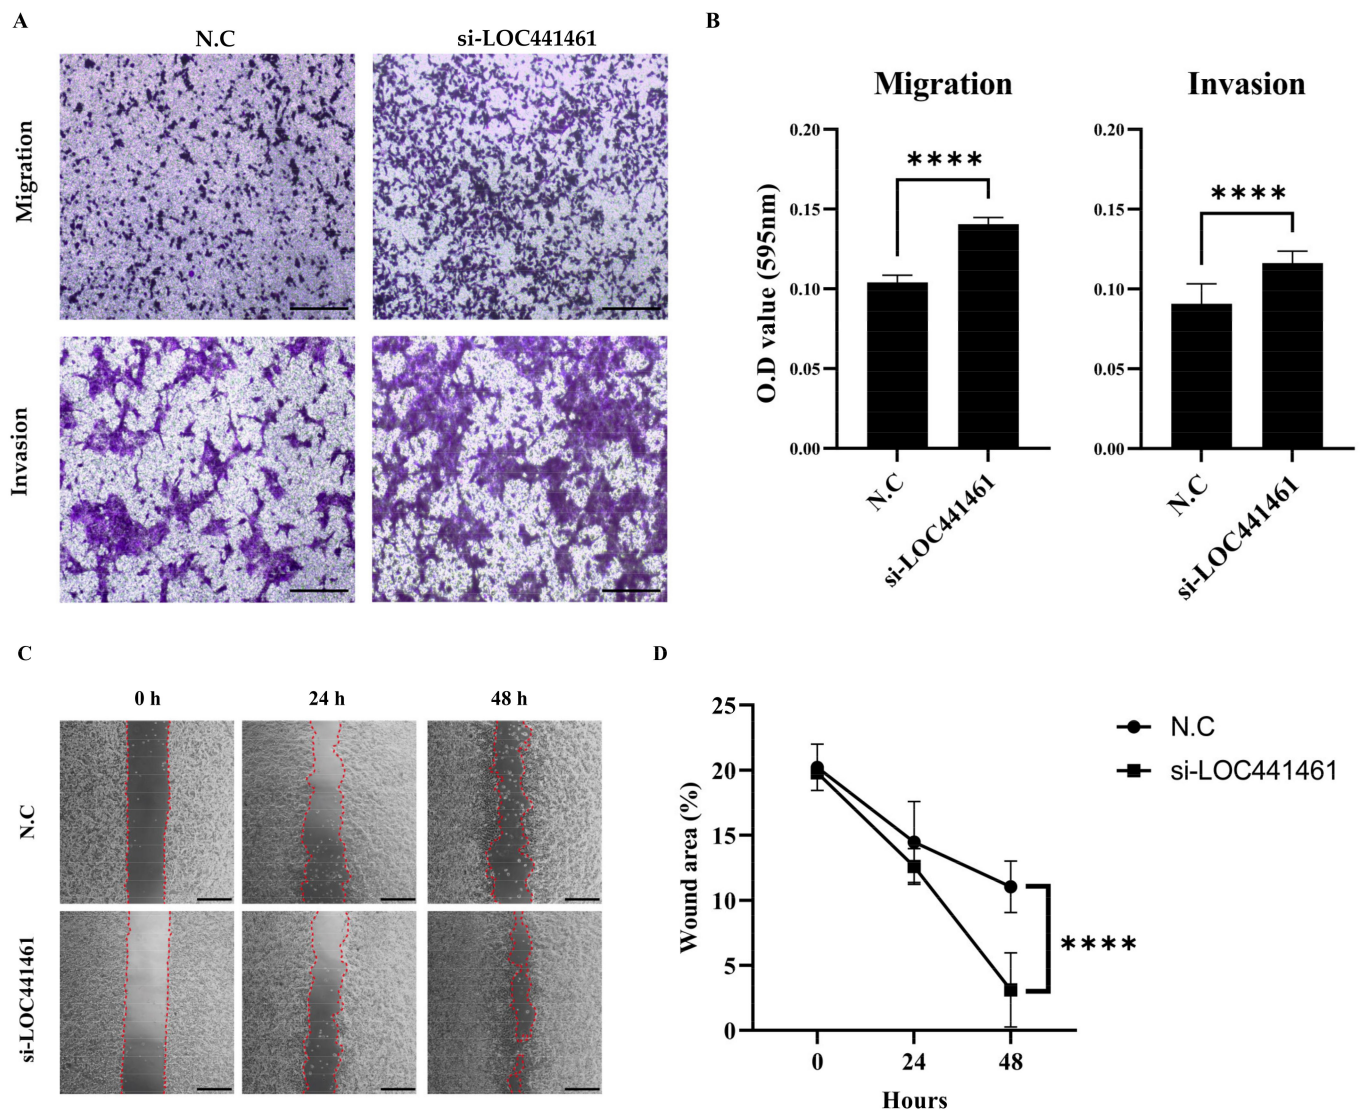 A
N.C
si-LOC441461
Migration
Invasion
B
Migration
Invasion
O.D value (595nm)
0.20
0.15
0.10
0.05
0.00
****
N.C
si-LOC441461
0.20
0.15
0.10
0.05
0.00
****
N.C
si-LOC441461
C
0 h
24 h
48 h
N.C
si-LOC441461
D
Wound area (%)
25
20
15
10
5
0
0
24
48
Hours
N.C
si-LOC441461
****